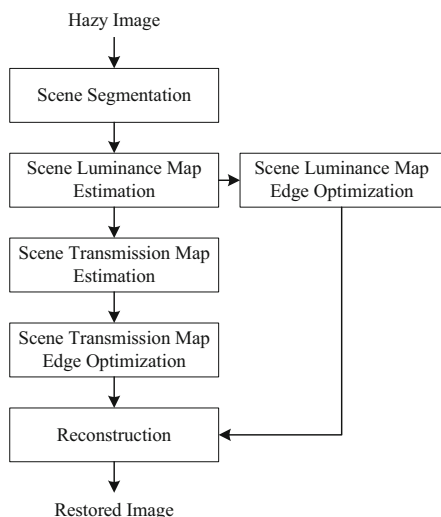 Hazy Image
Scene Segmentation
Scene Luminance Map
Estimation
Scene Luminance Map
Edge Optimization
Scene Transmission Map
Estimation
Scene Transmission Map
Edge Optimization
Reconstruction
Restored Image